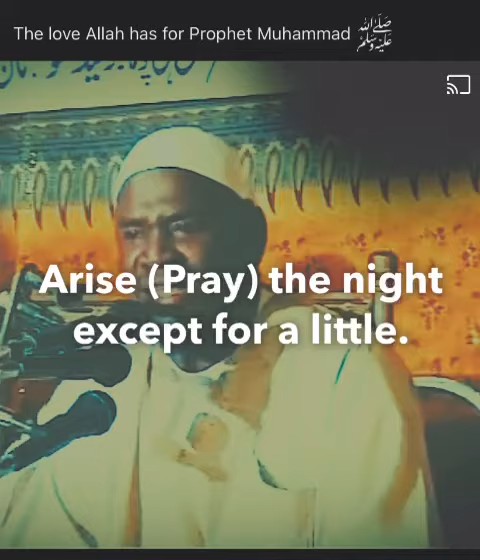 The love Allah has for Prophet Muhammad ﷺ
Arise (Pray) the night
except for a little.